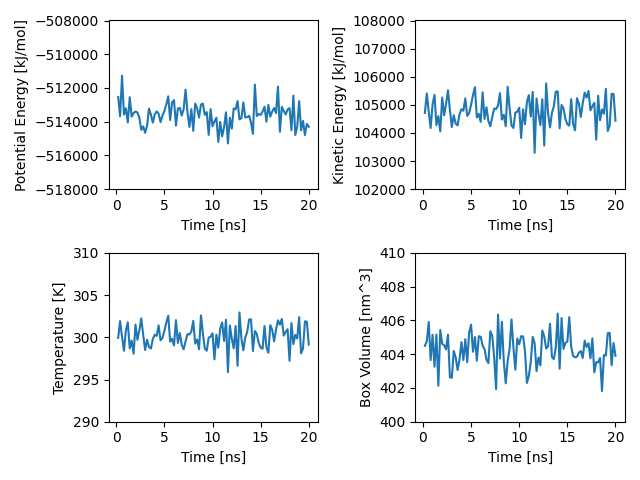 −508000
−510000
−512000
−514000
−516000
−518000
Potential Energy [kJ/mol]
0 5 10 15 20
Time [ns]
108000
107000
106000
105000
104000
103000
102000
Kinetic Energy [kJ/mol]
0 5 10 15 20
Time [ns]
310
305
300
295
290
Temperature [K]
0 5 10 15 20
Time [ns]
410
408
406
404
402
400
Box Volume [nm^3]
0 5 10 15 20
Time [ns]